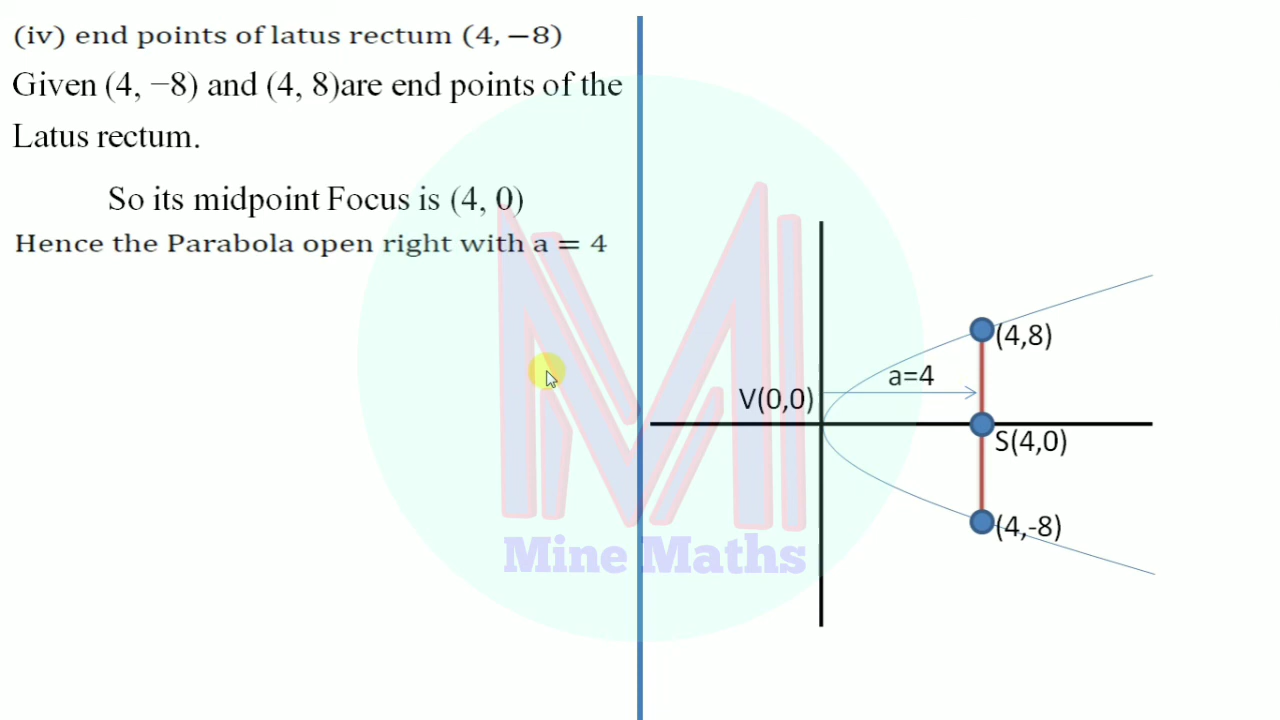 (iv) end points of latus rectum (4, −8)
Given (4, −8) and (4, 8)are end points of the
Latus rectum.
So its midpoint Focus is (4, 0)
Hence the Parabola open right with a = 4
(4,8)
a=4
V(0,0)
S(4,0)
(4,-8)
Mine Maths